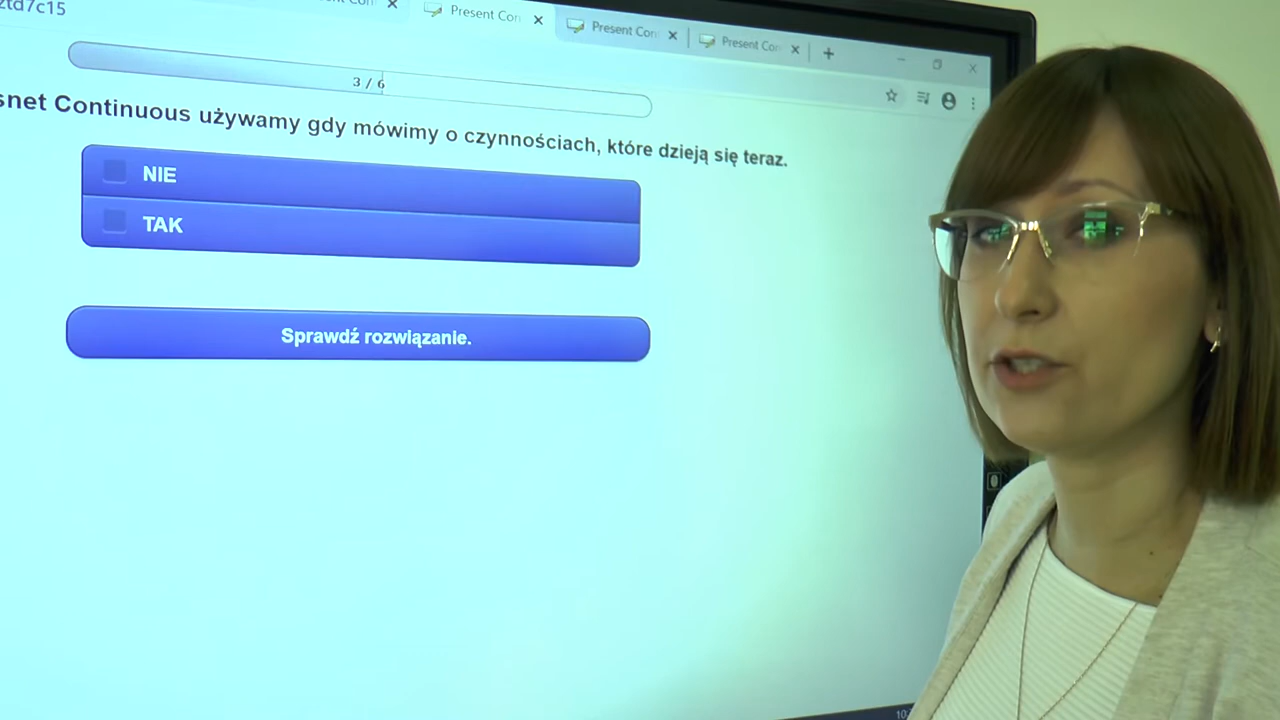 ztd7c15
Present Con
Present Con
Present Con
3 / 6
snet Continuous używamy gdy mówimy o czynnościach, które dzieją się teraz.
NIE
TAK
Sprawdź rozwiązanie.
10